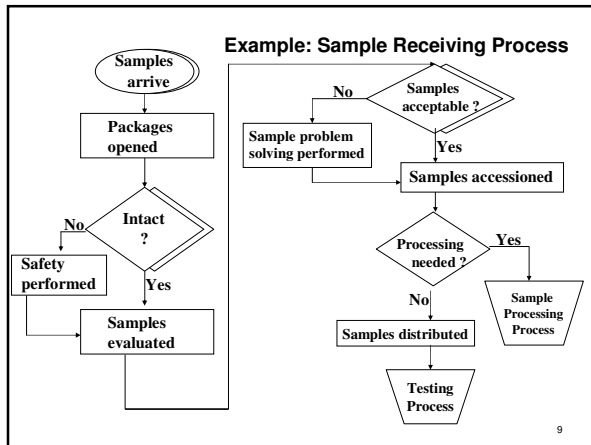 Example: Sample Receiving Process
Samples
arrive
Packages
opened
Intact
?
No
Safety
performed
Yes
Samples
evaluated
Samples
acceptable ?
No
Sample problem
solving performed
Yes
Samples accessioned
Processing
needed ?
Yes
Sample
Processing
Process
No
Samples distributed
Testing
Process
9